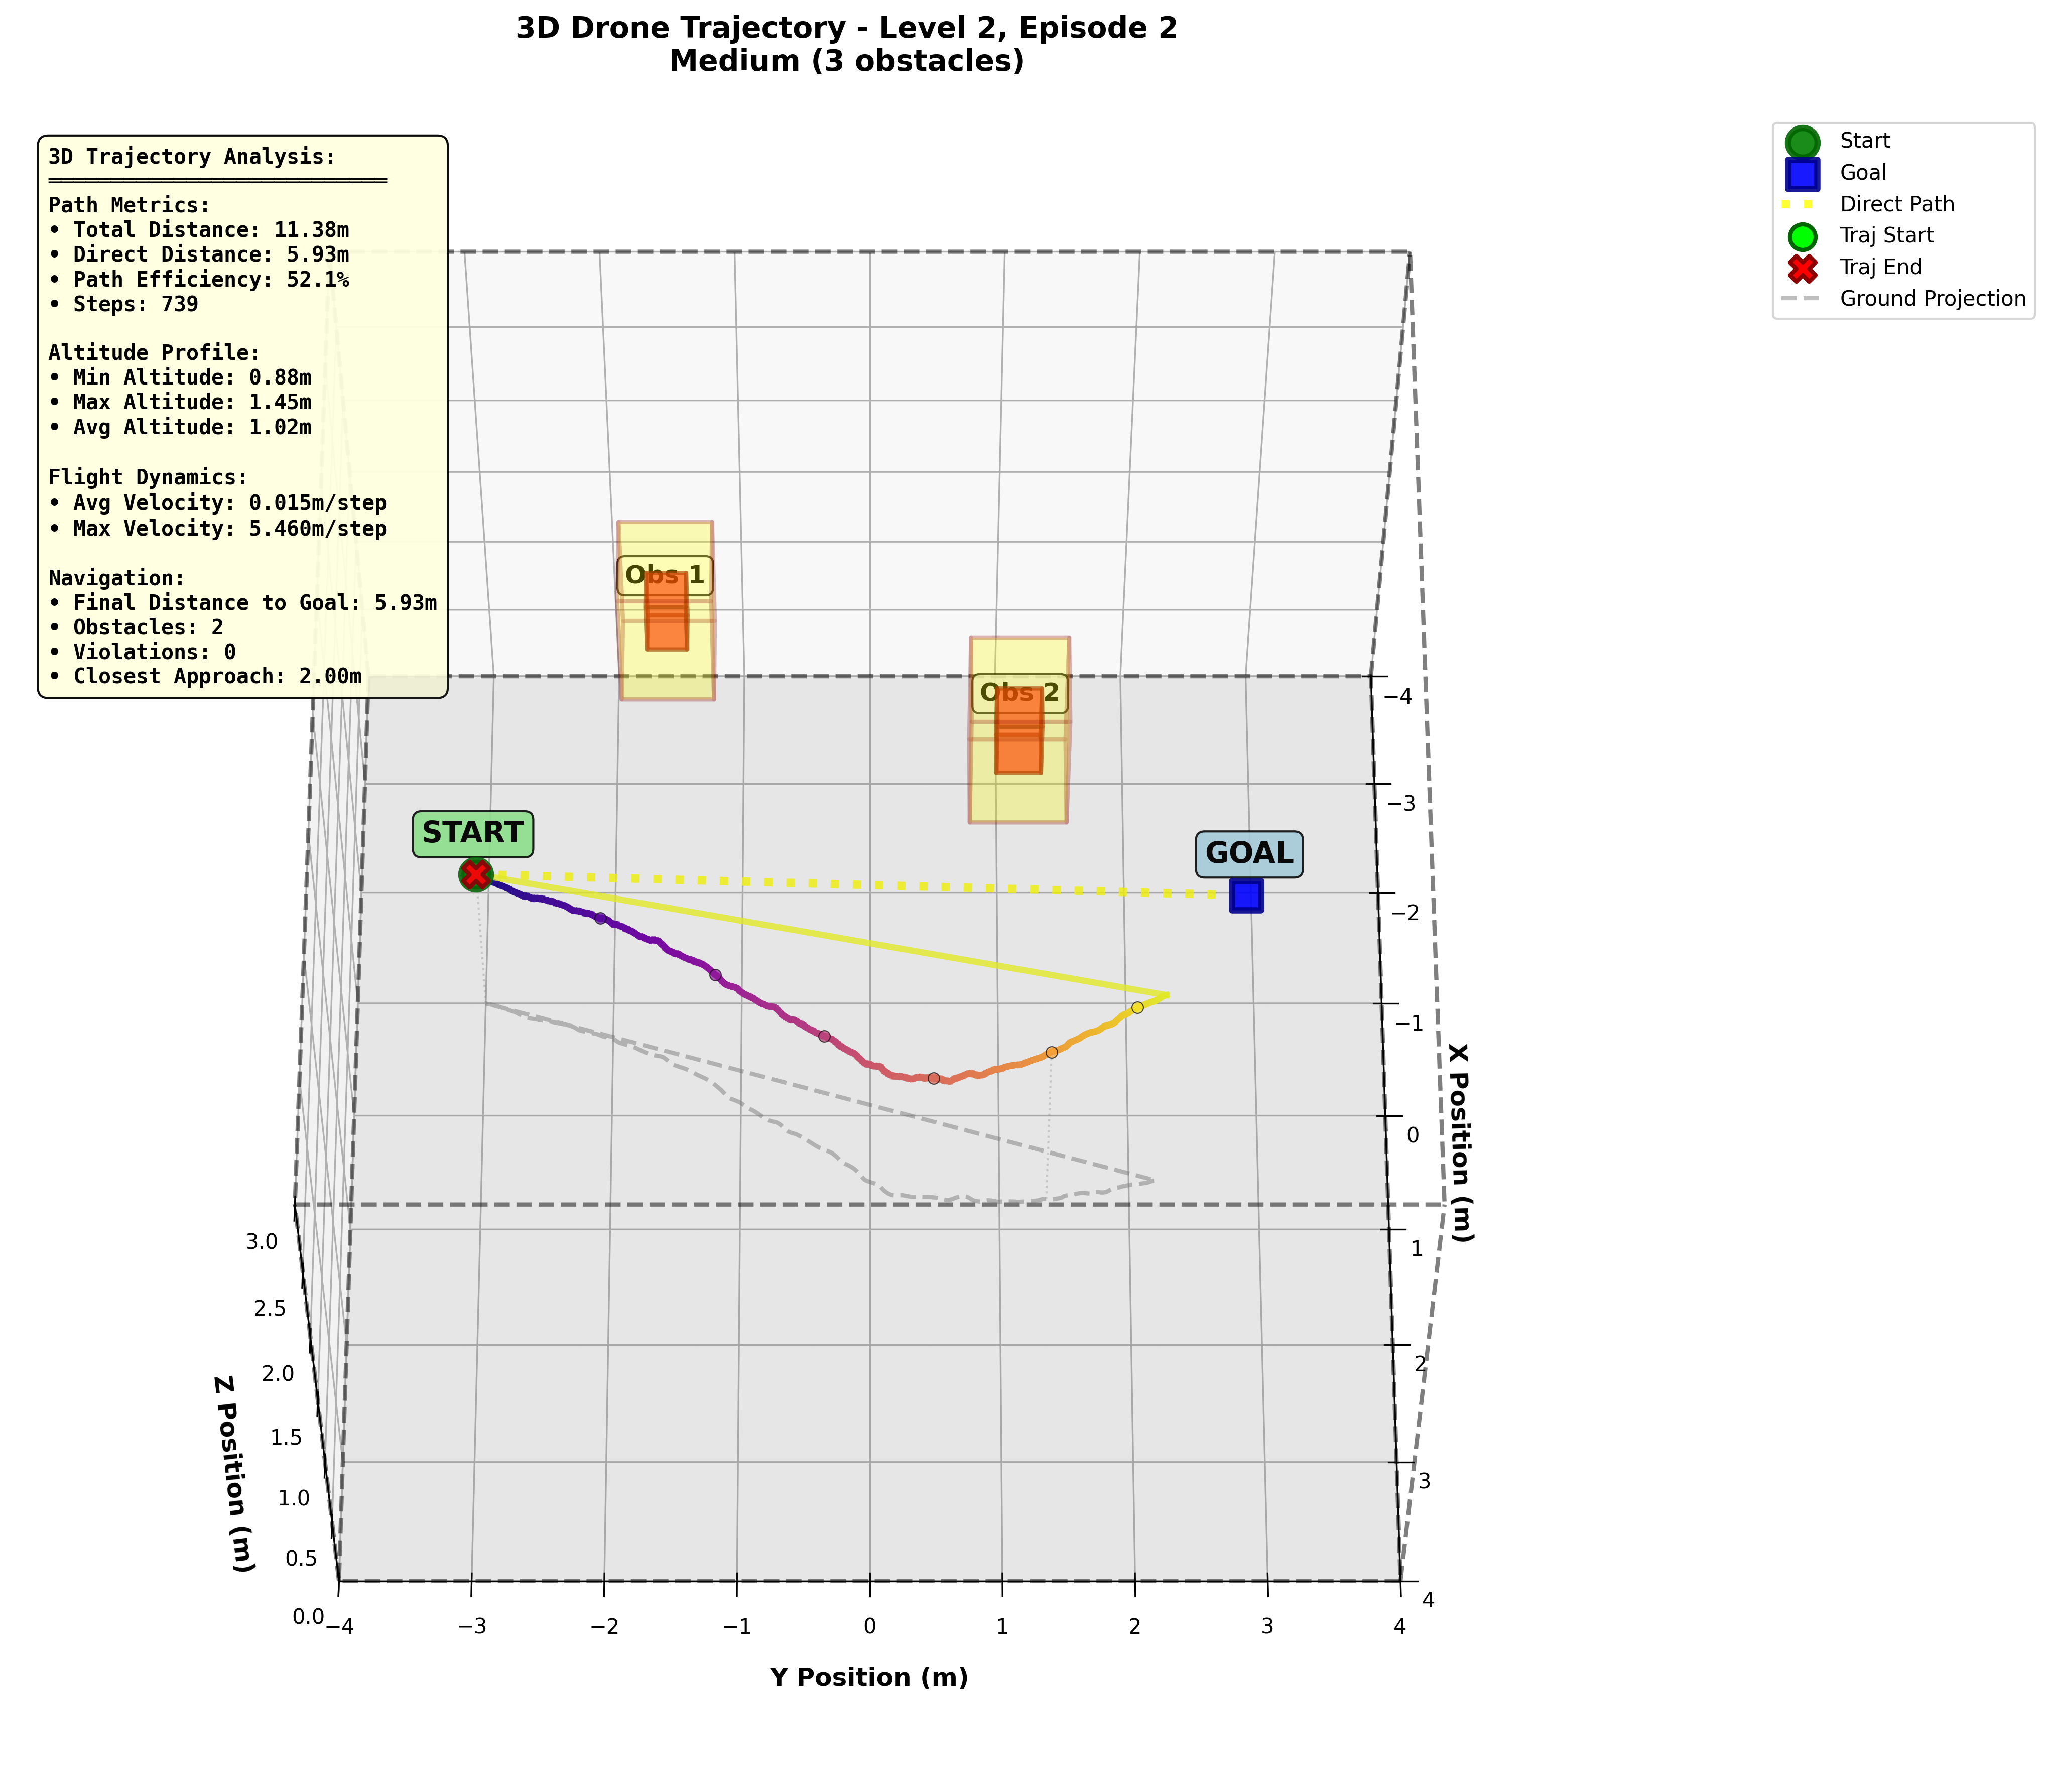 3D Drone Trajectory - Level 2, Episode 2
Medium (3 obstacles)
3D Trajectory Analysis:
Path Metrics:
• Total Distance: 11.38m
• Direct Distance: 5.93m
• Path Efficiency: 52.1%
• Steps: 739
Altitude Profile:
• Min Altitude: 0.88m
• Max Altitude: 1.45m
• Avg Altitude: 1.02m
Flight Dynamics:
• Avg Velocity: 0.015m/step
• Max Velocity: 5.460m/step
Navigation:
• Final Distance to Goal: 5.93m
• Obstacles: 2
• Violations: 0
• Closest Approach: 2.00m
Start
Goal
Direct Path
Traj Start
Traj End
Ground Projection
Obs 1
Obs 2
START
GOAL
−4
−3
−2
−1
0
1
2
3
4
X Position (m)
3.0
2.5
2.0
1.5
1.0
0.5
0.0
Z Position (m)
−4
−3
−2
−1
0
1
2
3
4
Y Position (m)